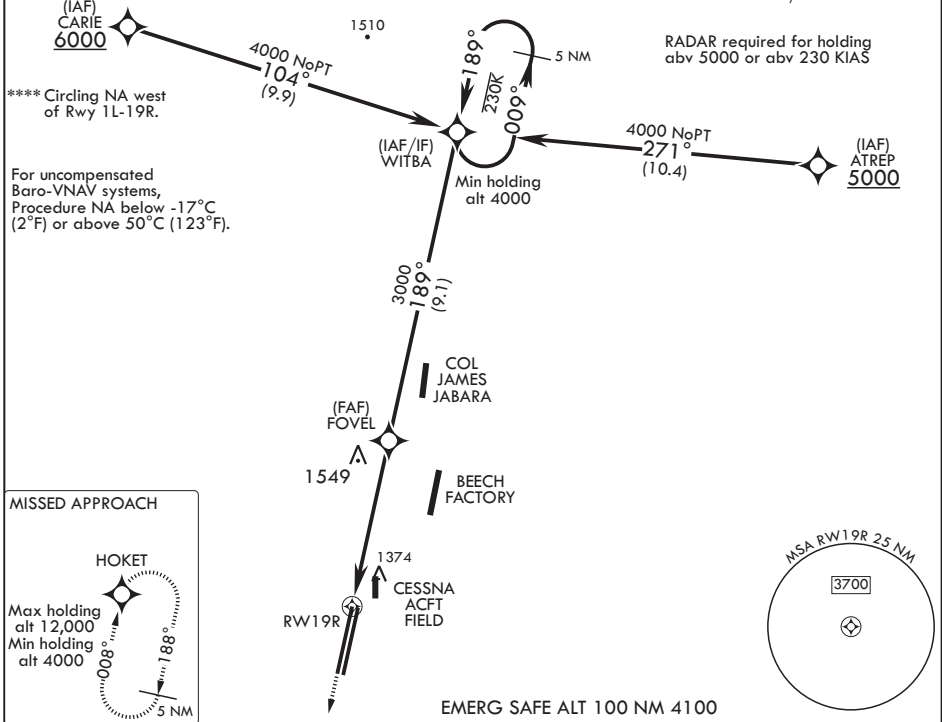 (IAF)
CARIE
6000
4000 NoPT
104°
(9.9)
1510
189°
230K
009°
5 NM
RADAR required for holding
abv 5000 or abv 230 KIAS
**** Circling NA west
of Rwy 1L-19R.
(IAF/IF)
WITBA
Min holding
alt 4000
4000 NoPT
271°
(10.4)
(IAF)
ATREP
5000
For uncompensated
Baro-VNAV systems,
Procedure NA below -17°C
(2°F) or above 50°C (123°F).
3000
189°
(9.1)
COL
JAMES
JABARA
(FAF)
FOVEL
1549
BEECH
FACTORY
MISSED APPROACH
HOKET
Max holding
alt 12,000
Min holding
alt 4000
008°
188°
5 NM
1374
CESSNA
ACFT
FIELD
RW19R
MSA RW19R 25 NM
3700
EMERG SAFE ALT 100 NM 4100